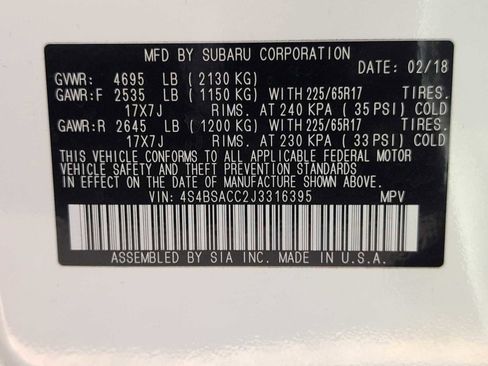 MFD BY SUBARU CORPORATION
DATE: 02/18
GVWR: 4695 LB ( 2130 KG)
GAWR:F 2535 LB ( 1150 KG) WITH 225/65R17 TIRES.
17X7J RIMS. AT 240 KPA ( 35 PSI) COLD
GAWR:R 2645 LB ( 1200 KG) WITH 225/65R17 TIRES.
17X7J RIMS. AT 230 KPA ( 33 PSI) COLD
THIS VEHICLE CONFORMS TO ALL APPLICABLE FEDERAL MOTOR
VEHICLE SAFETY AND THEFT PREVENTION STANDARDS IN EFFECT
ON THE DATE OF MANUFACTURE SHOWN ABOVE.
VIN: 4S4BSACC2J3316395 MPV
ASSEMBLED BY SIA INC. MADE IN U.S.A.